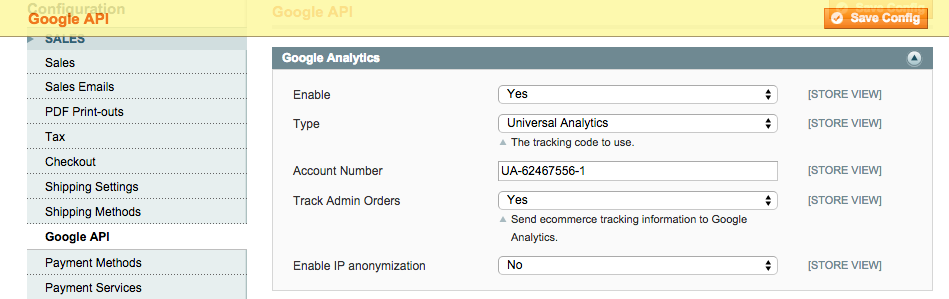 Configuration
Google API
Google API
Save Config
Save Config
SALES
Sales
Sales Emails
PDF Print-outs
Tax
Checkout
Shipping Settings
Shipping Methods
Google API
Payment Methods
Payment Services
Google Analytics
Enable
Yes
[STORE VIEW]
Type
Universal Analytics
[STORE VIEW]
The tracking code to use.
Account Number
UA-62467556-1
[STORE VIEW]
Track Admin Orders
Yes
[STORE VIEW]
Send ecommerce tracking information to Google
Analytics.
Enable IP anonymization
No
[STORE VIEW]